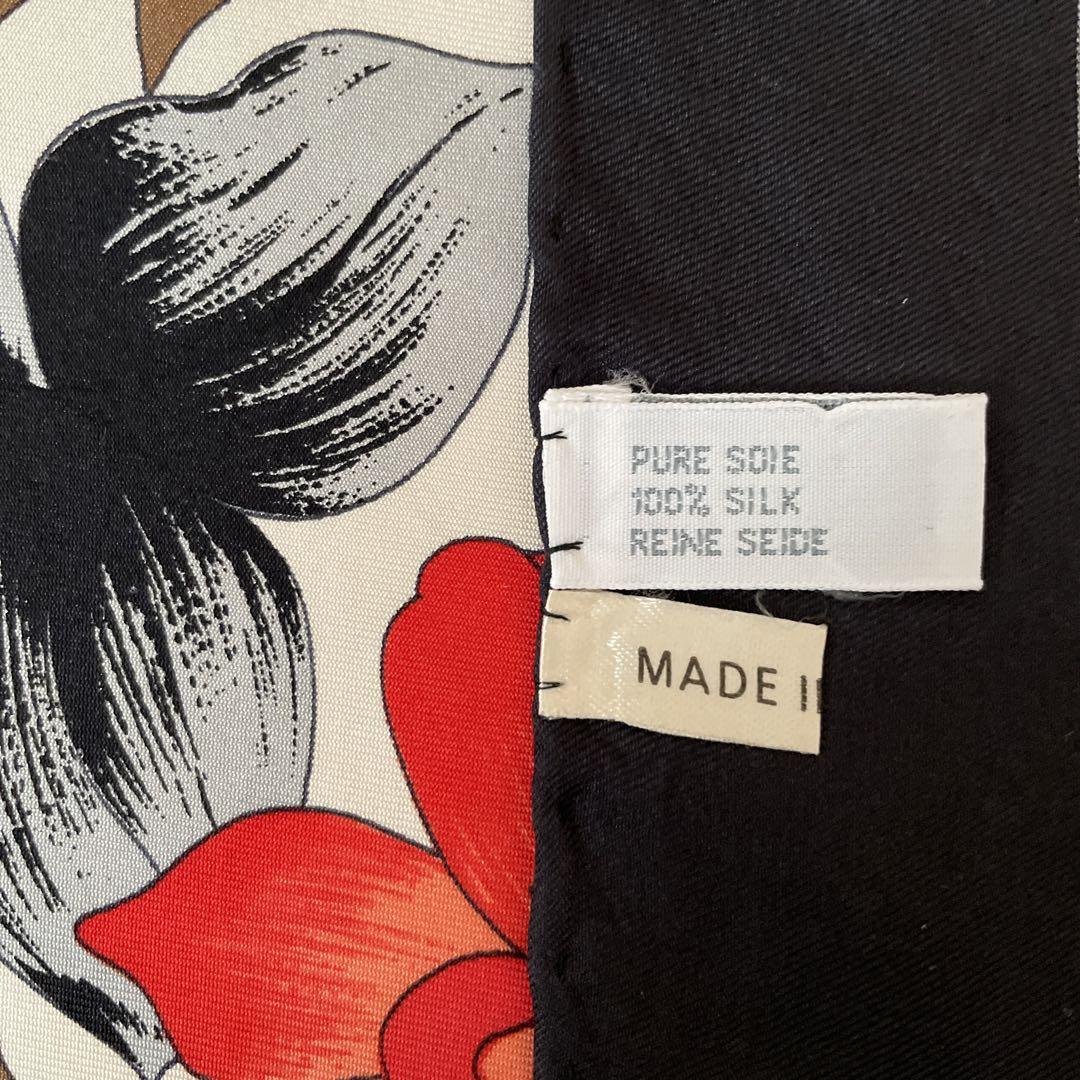 PURE SOIE
100% SILK
REINE SEIDE
MADE